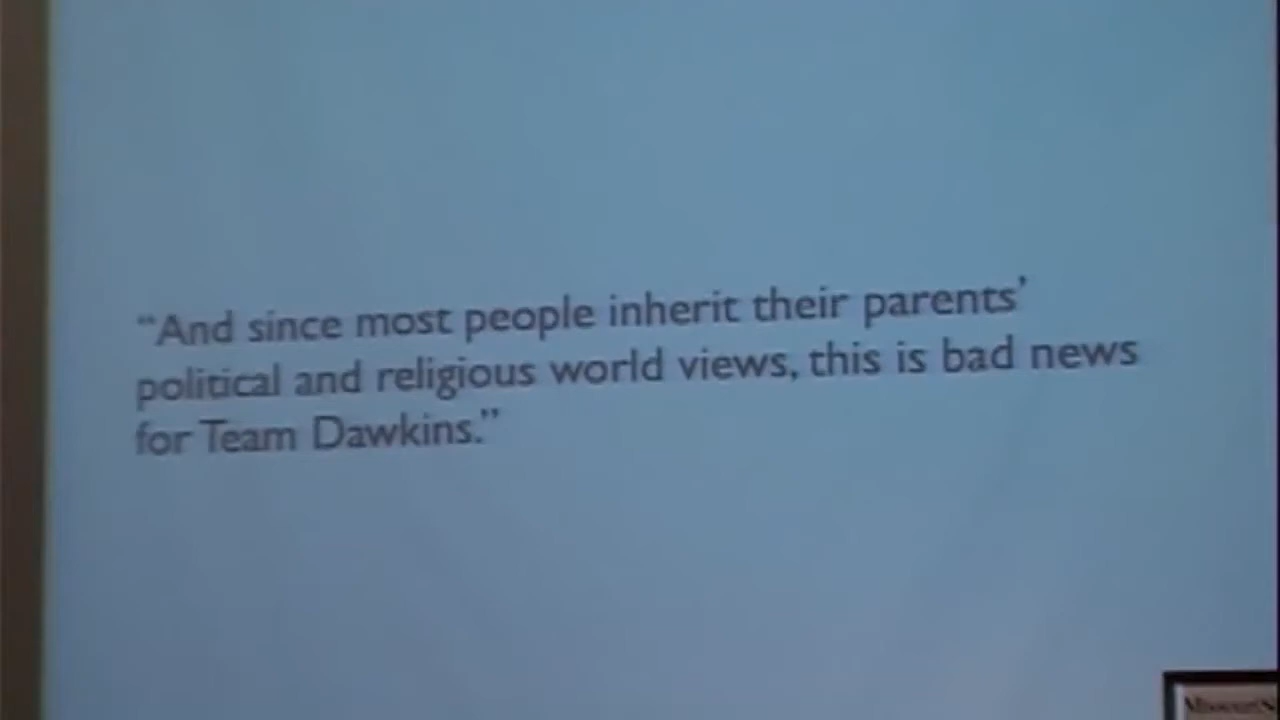 “And since most people inherit their parents’
political and religious world views, this is bad news
for Team Dawkins.”